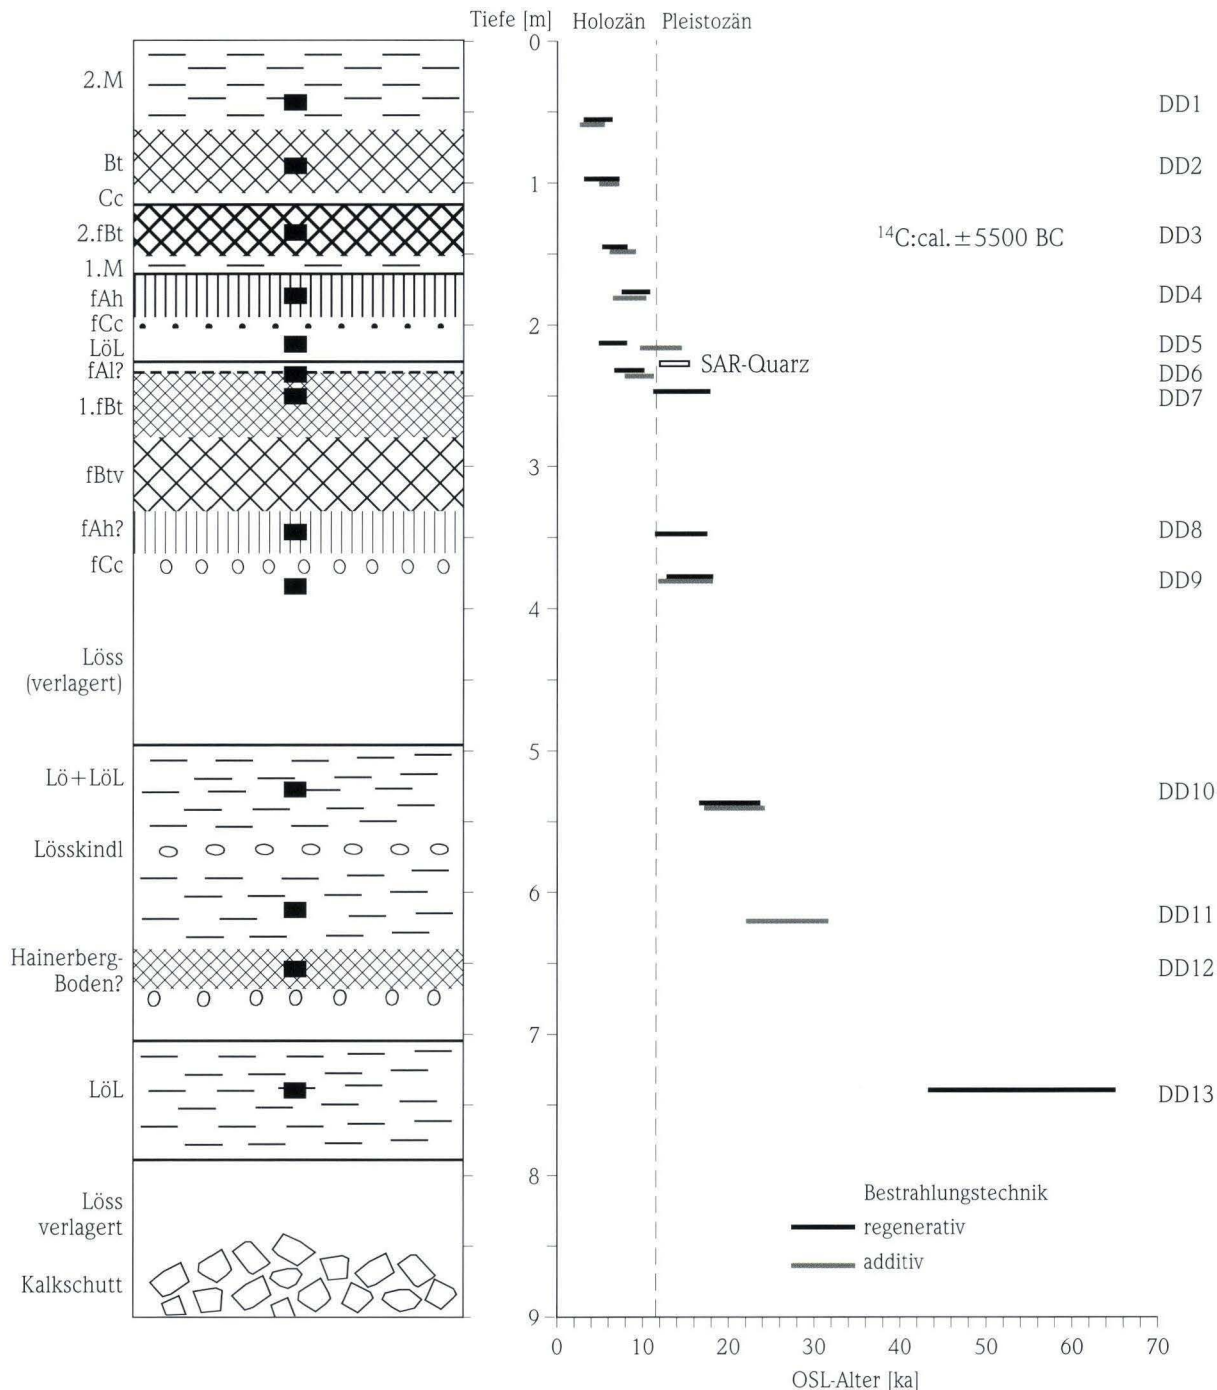 Tiefe [m]
Holozän
Pleistozän
2.M
Bt
Cc
2.fBt
1.M
fAh
fCc
LöL
fAl?
1.fBt
fBtv
fAh?
fCc
Löss
(verlagert)
Lö+LöL
Lösskindl
Hainerberg-
Boden?
LöL
Löss
verlagert
Kalkschutt
0
1
2
3
4
5
6
7
8
9
¹⁴C:cal.±5500 BC
SAR-Quarz
DD1
DD2
DD3
DD4
DD5
DD6
DD7
DD8
DD9
DD10
DD11
DD12
DD13
Bestrahlungstechnik
regenerativ
additiv
0 10 20 30 40 50 60 70
OSL-Alter [ka]